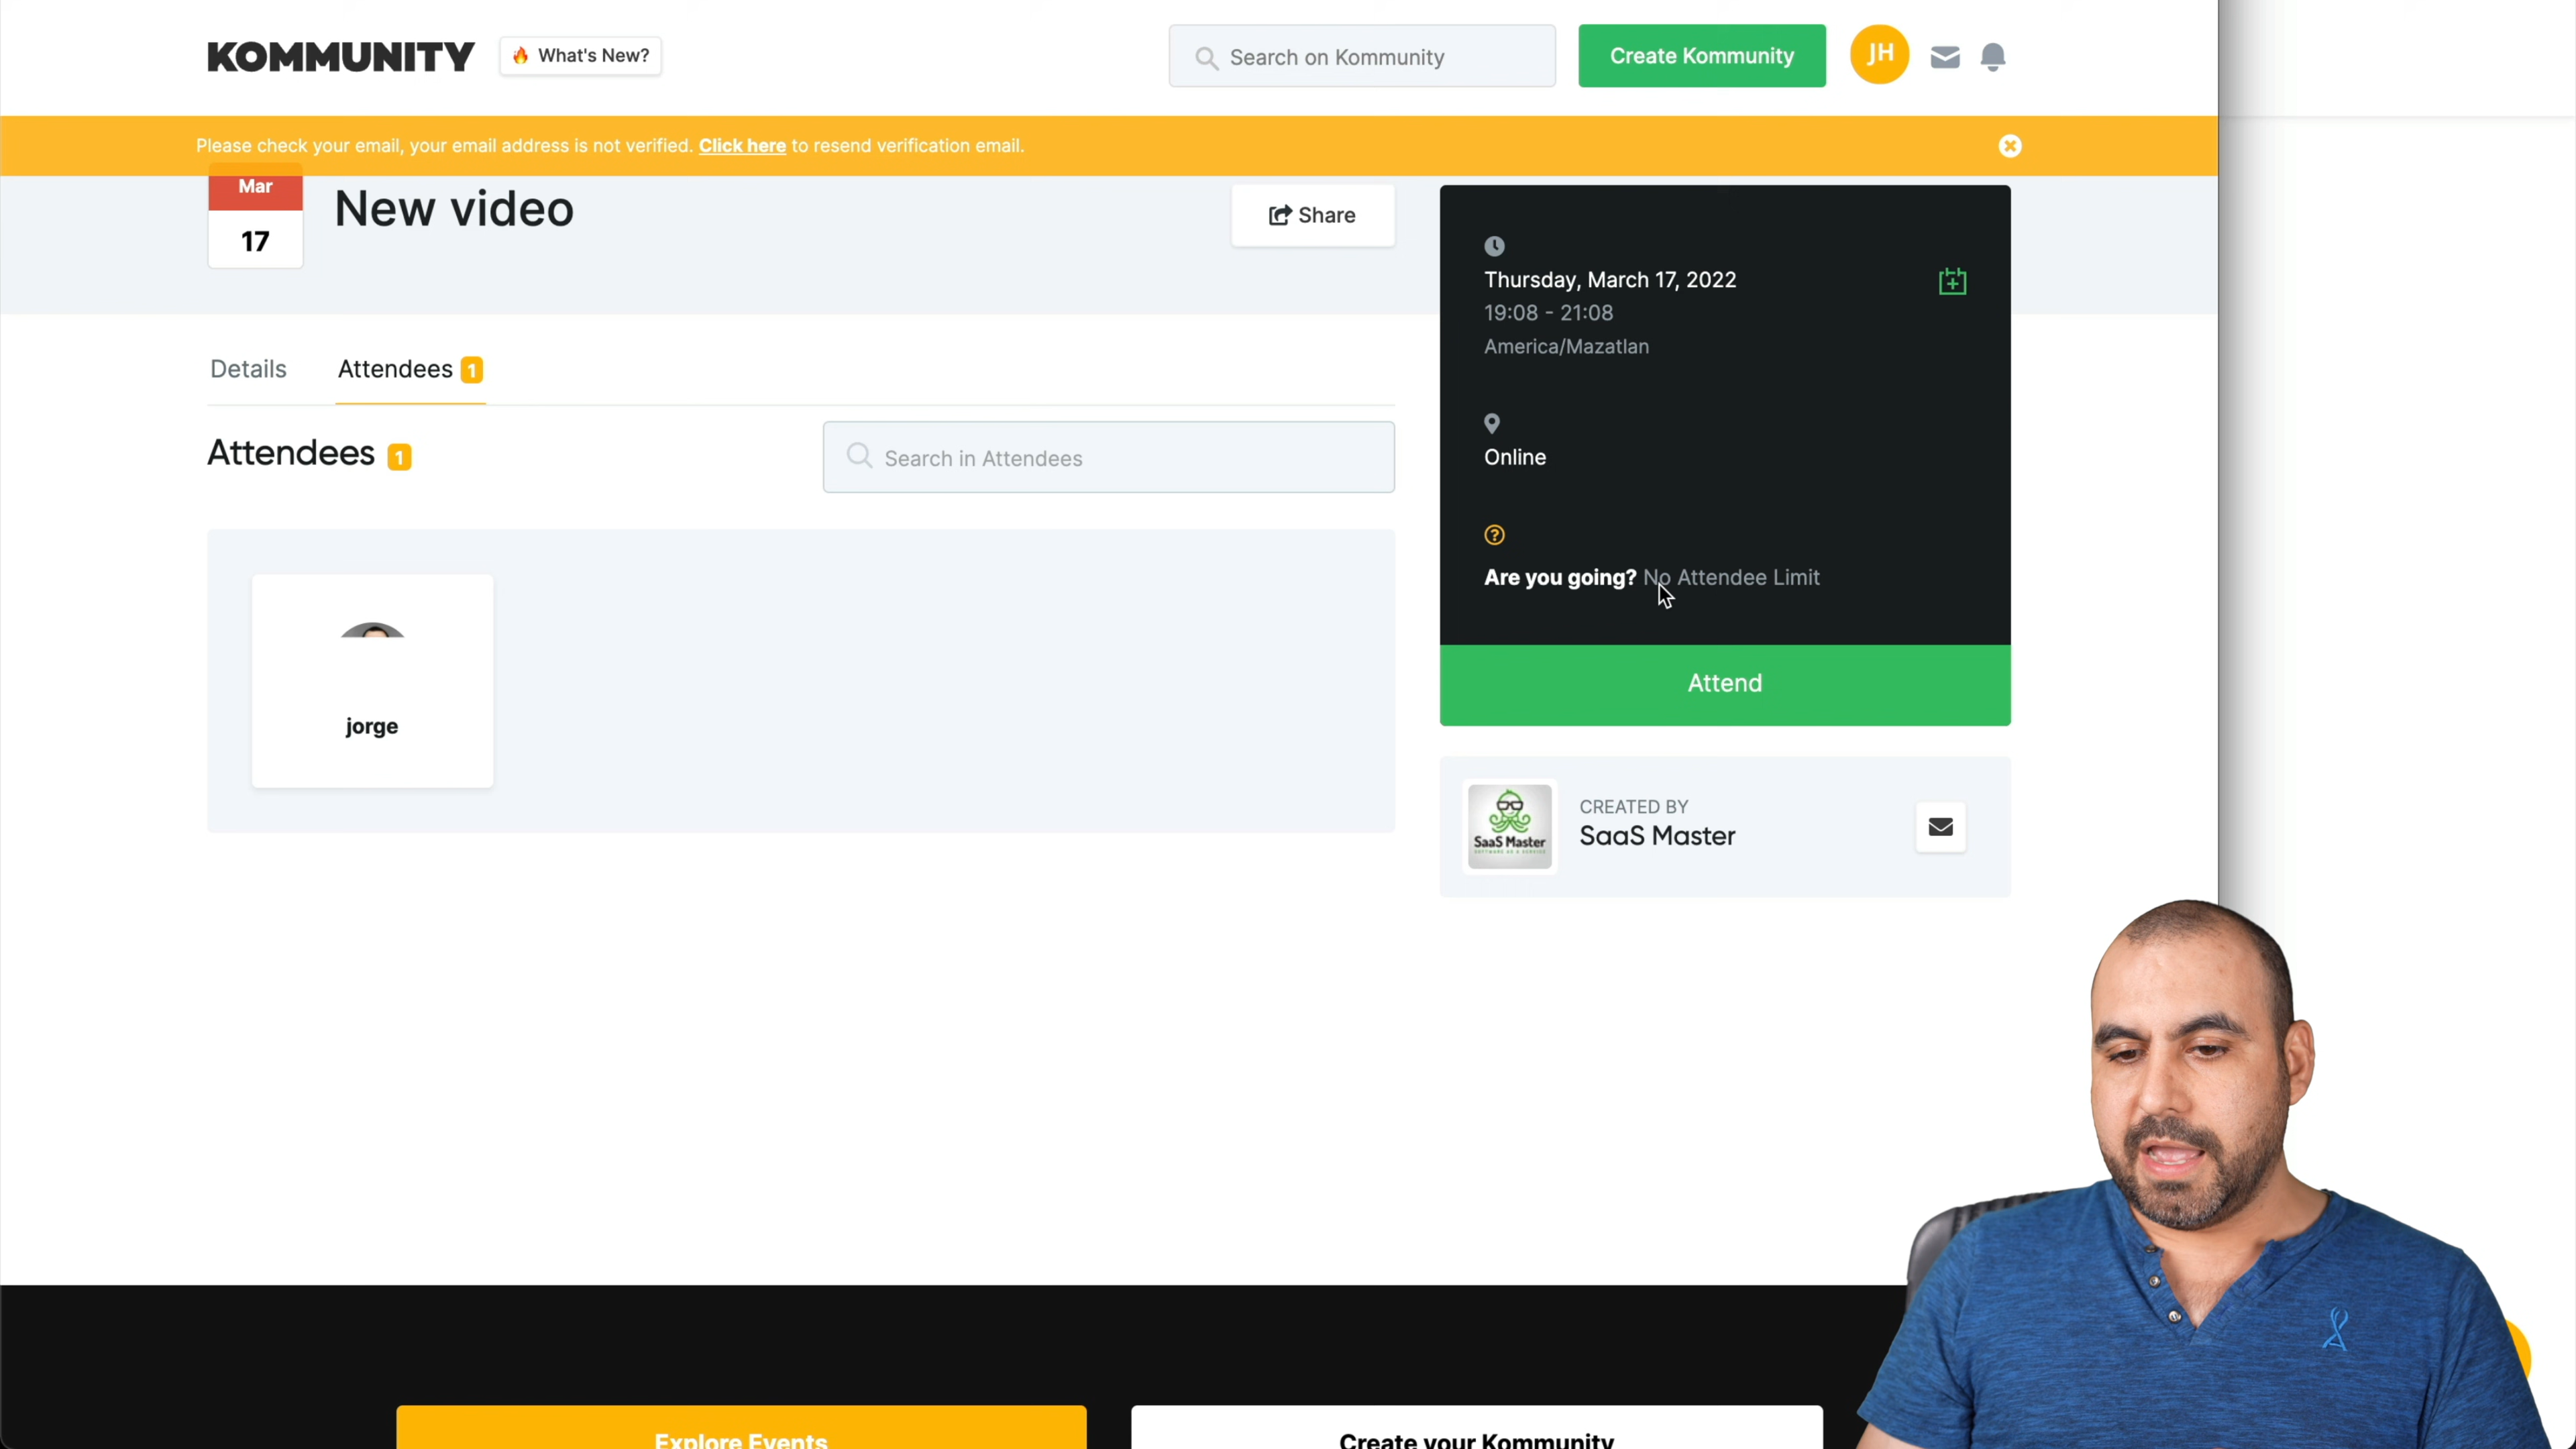 KOMMUNITY
🔥 What's New?
Search on Kommunity
Create Kommunity
JH
Please check your email, your email address is not verified. Click here to resend verification email.
Mar
17
New video
Share
Thursday, March 17, 2022
19:08 - 21:08
America/Mazatlan
Online
Are you going? No Attendee Limit
Attend
Details
Attendees 1
Attendees 1
Search in Attendees
jorge
SaaS Master
SOFTWARE AS A SERVICE
CREATED BY
SaaS Master
Explore Events
Create your Kommunity